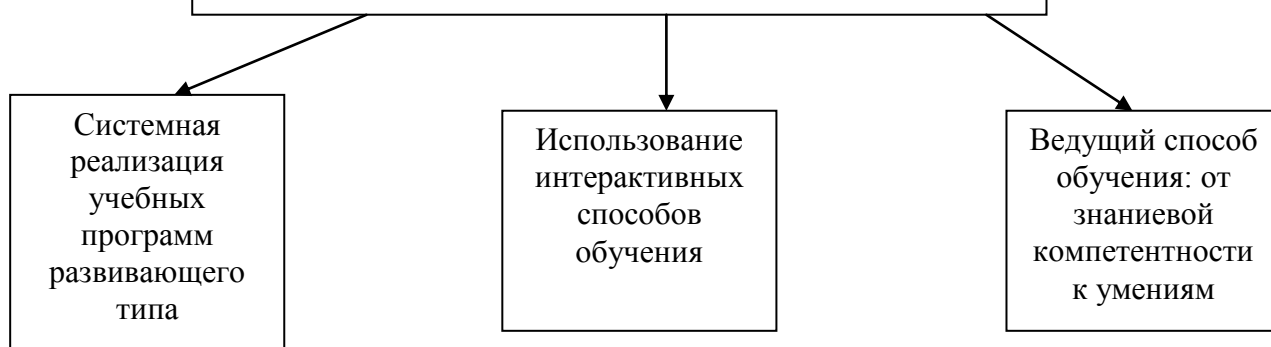 Системная
реализация
учебных
программ
развивающего
типа
Использование
интерактивных
способов
обучения
Ведущий способ
обучения: от
знаниевой
компетентности
к умениям